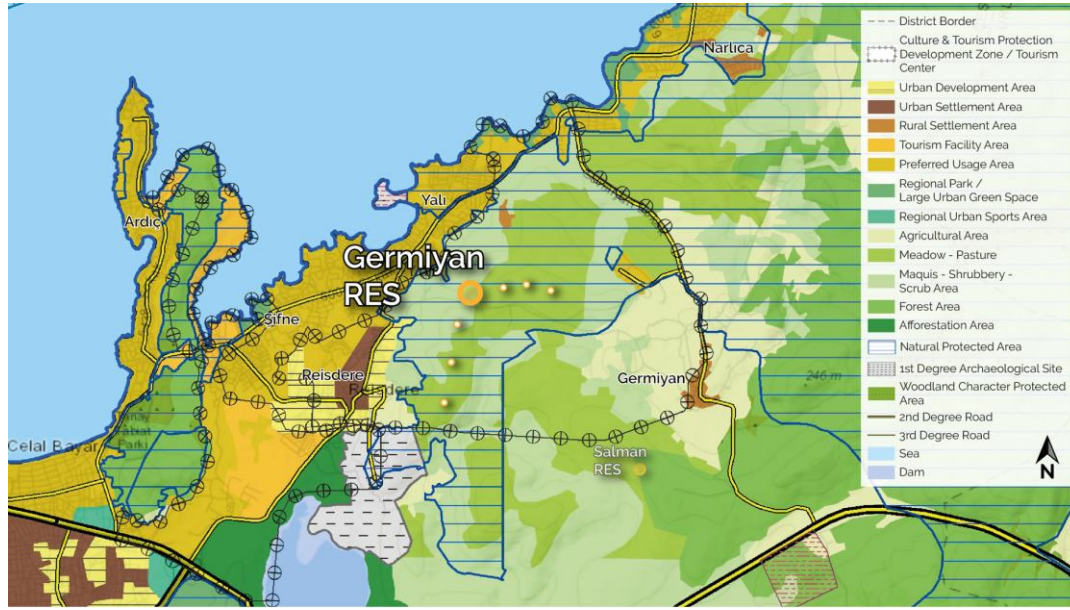 Narlıca
Ardıç
Yalı
Germiyan
RES
Şifne
Reisdere
Reisdere
Germiyan
246 m
Celal Bayar
Parkı
Salman
RES
District Border
Culture & Tourism Protection
Development Zone / Tourism
Center
Urban Development Area
Urban Settlement Area
Rural Settlement Area
Tourism Facility Area
Preferred Usage Area
Regional Park /
Large Urban Green Space
Regional Urban Sports Area
Agricultural Area
Meadow - Pasture
Maquis - Shrubbery -
Scrub Area
Forest Area
Afforestation Area
Natural Protected Area
1st Degree Archaeological Site
Woodland Character Protected
Area
2nd Degree Road
3rd Degree Road
Sea
Dam
N